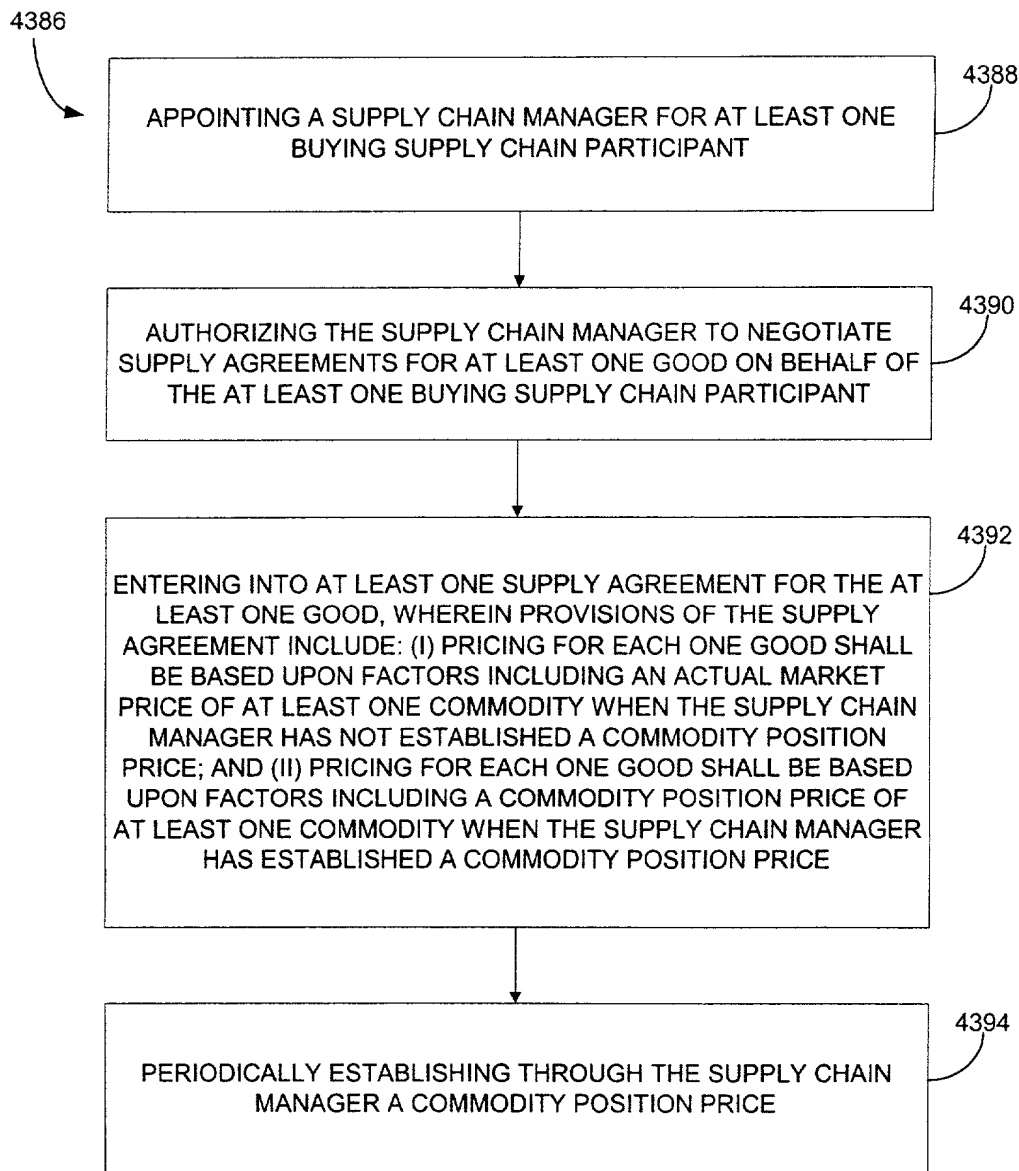 4386
4388
APPOINTING A SUPPLY CHAIN MANAGER FOR AT LEAST ONE
BUYING SUPPLY CHAIN PARTICIPANT
4390
AUTHORIZING THE SUPPLY CHAIN MANAGER TO NEGOTIATE
SUPPLY AGREEMENTS FOR AT LEAST ONE GOOD ON BEHALF OF
THE AT LEAST ONE BUYING SUPPLY CHAIN PARTICIPANT
4392
ENTERING INTO AT LEAST ONE SUPPLY AGREEMENT FOR THE AT
LEAST ONE GOOD, WHEREIN PROVISIONS OF THE SUPPLY
AGREEMENT INCLUDE: (I) PRICING FOR EACH ONE GOOD SHALL
BE BASED UPON FACTORS INCLUDING AN ACTUAL MARKET
PRICE OF AT LEAST ONE COMMODITY WHEN THE SUPPLY CHAIN
MANAGER HAS NOT ESTABLISHED A COMMODITY POSITION
PRICE; AND (II) PRICING FOR EACH ONE GOOD SHALL BE BASED
UPON FACTORS INCLUDING A COMMODITY POSITION PRICE OF
AT LEAST ONE COMMODITY WHEN THE SUPPLY CHAIN MANAGER
HAS ESTABLISHED A COMMODITY POSITION PRICE
4394
PERIODICALLY ESTABLISHING THROUGH THE SUPPLY CHAIN
MANAGER A COMMODITY POSITION PRICE